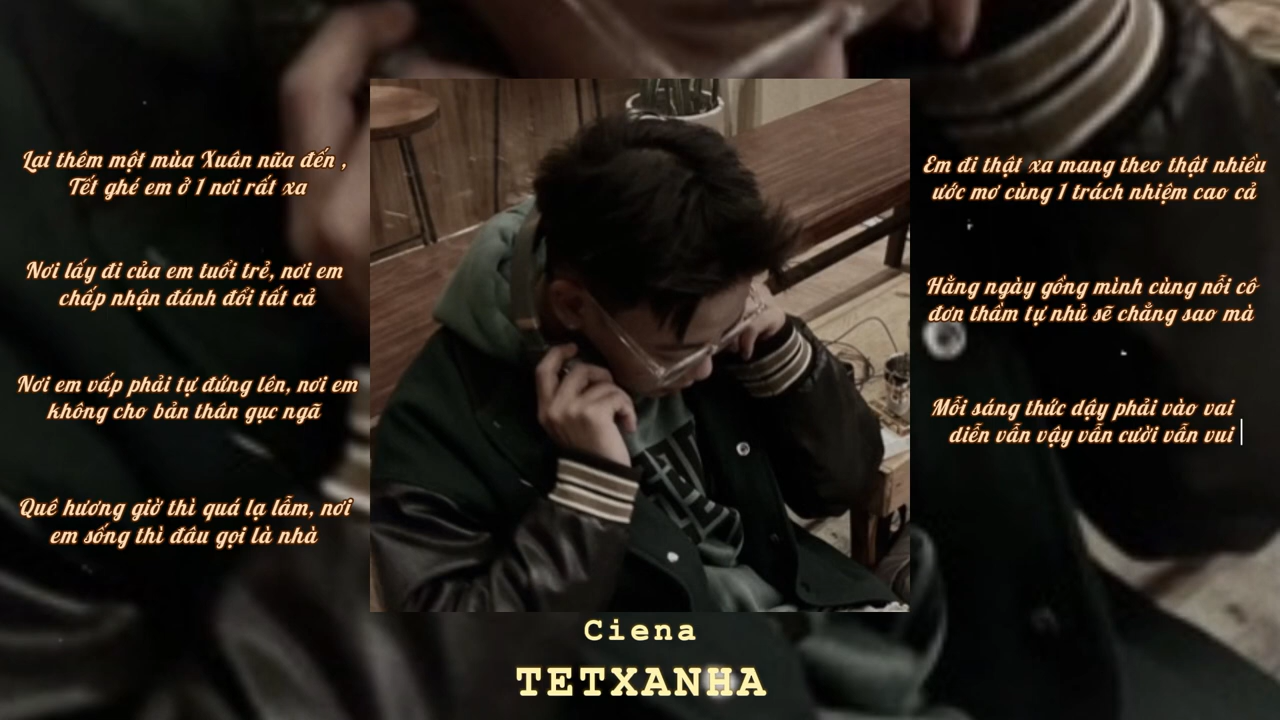 Lại thêm một mùa Xuân nữa đến ,
Tết ghé em ở 1 nơi rất xa
Nơi lấy đi của em tuổi trẻ, nơi em
chấp nhận đánh đổi tất cả
Nơi em vấp phải tự đứng lên, nơi em
không cho bản thân gục ngã
Quê hương giờ thì quá lạ lẫm, nơi
em sống thì đâu gọi là nhà
Em đi thật xa mang theo thật nhiều
ước mơ cùng 1 trách nhiệm cao cả
Hằng ngày gồng mình cùng nỗi cô
đơn thầm tự nhủ sẽ chẳng sao mà
Mỗi sáng thức dậy phải vào vai
diễn vẫn vậy vẫn cười vẫn vui
Ciena
TETXANHA